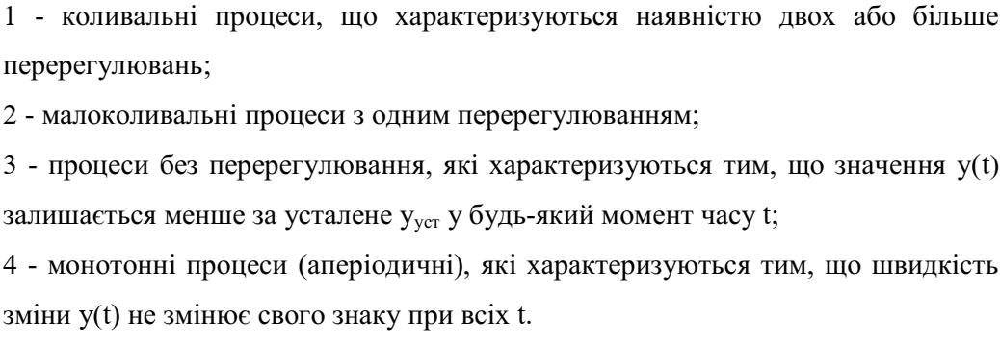 1 - коливальні процеси, що характеризуються наявністю двох або більше
перерегулювань;
2 - малоколивальні процеси з одним перерегулюванням;
3 - процеси без перерегулювання, які характеризуються тим, що значення y(t)
залишається менше за усталене yуст у будь-який момент часу t;
4 - монотонні процеси (аперіодичні), які характеризуються тим, що швидкість
зміни y(t) не змінює свого знаку при всіх t.